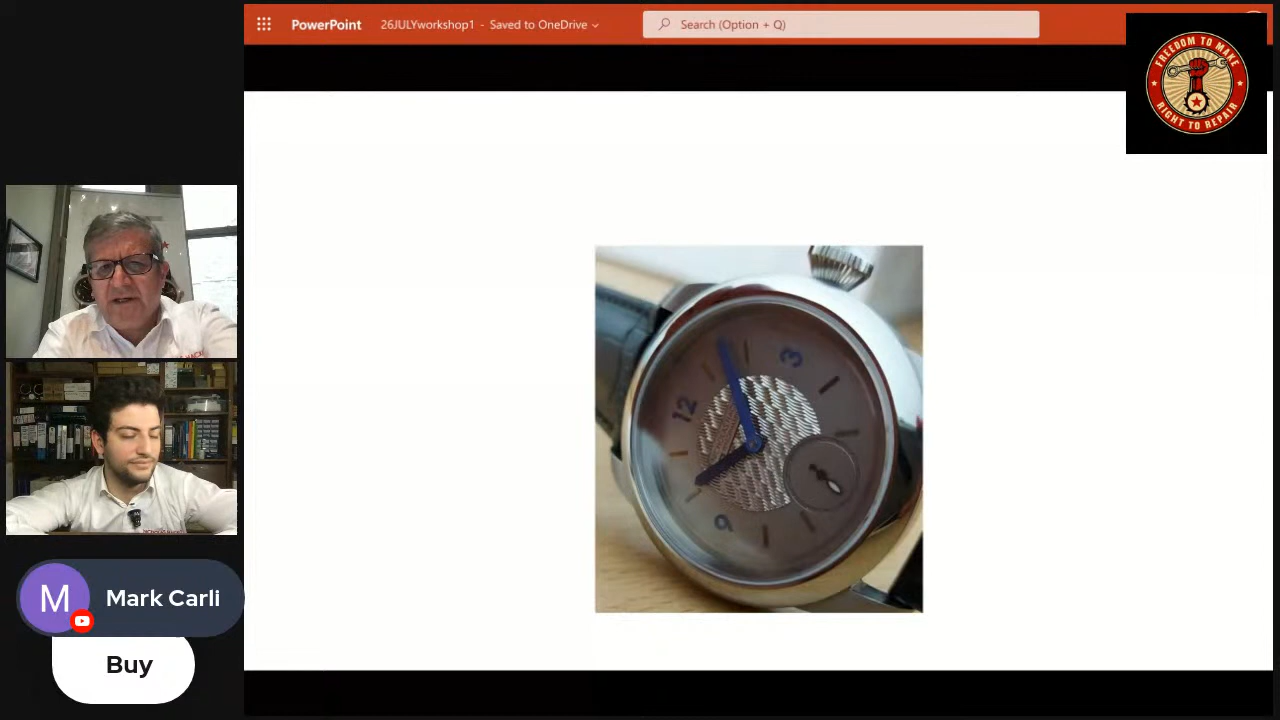 PowerPoint 26JULYworkshop1 - Saved to OneDrive Search (Option + Q)
FREEDOM TO MAKE
RIGHT TO REPAIR
3
12
9
M Mark Carli
Buy